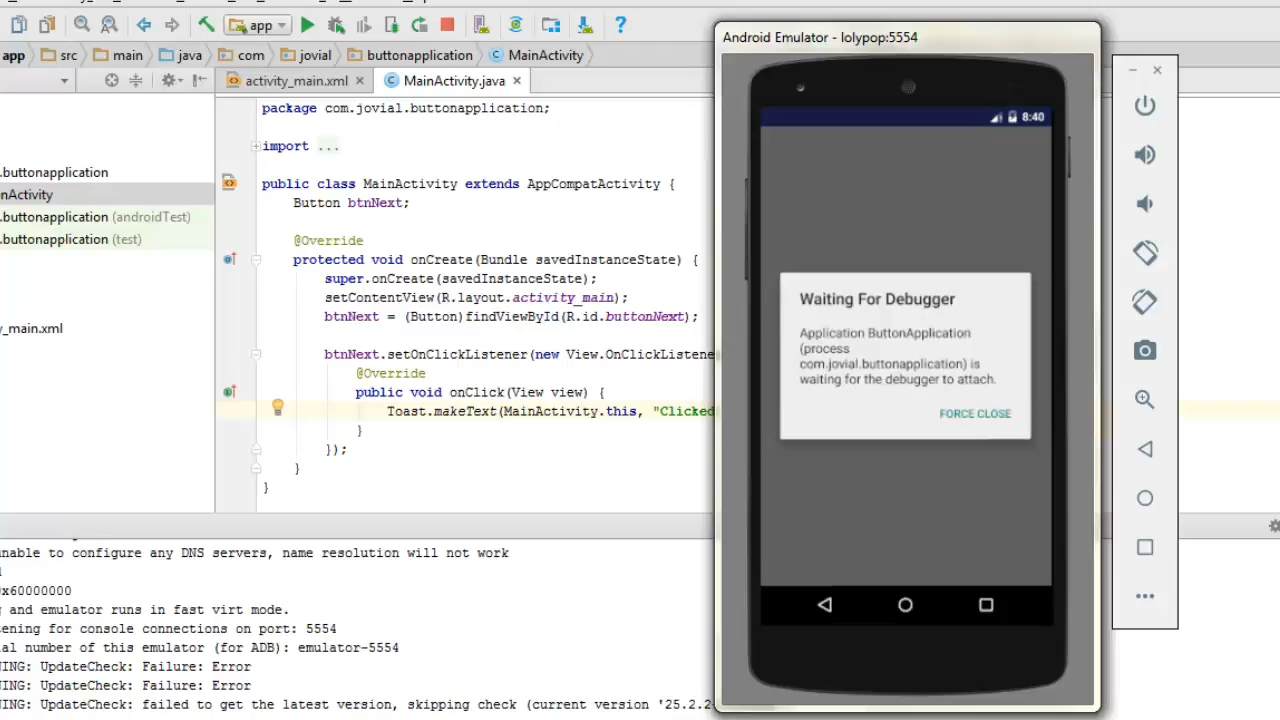 app
app
src
main
java
com
jovial
buttonapplication
MainActivity
activity_main.xml
MainActivity.java
.buttonapplication
nActivity
.buttonapplication (androidTest)
.buttonapplication (test)
y_main.xml
package com.jovial.buttonapplication;
import ...
public class MainActivity extends AppCompatActivity {
Button btnNext;
@Override
protected void onCreate(Bundle savedInstanceState) {
super.onCreate(savedInstanceState);
setContentView(R.layout.activity_main);
btnNext = (Button)findViewById(R.id.buttonNext);
btnNext.setOnClickListener(new View.OnClickListene
@Override
public void onClick(View view) {
Toast.makeText(MainActivity.this, "Clicked
}
});
}
}
unable to configure any DNS servers, name resolution will not work
x60000000
g and emulator runs in fast virt mode.
tening for console connections on port: 5554
al number of this emulator (for ADB): emulator-5554
NING: UpdateCheck: Failure: Error
NING: UpdateCheck: Failure: Error
NING: UpdateCheck: failed to get the latest version, skipping check (current version '25.2.2
Android Emulator - lolypop:5554
8:40
Waiting For Debugger
Application ButtonApplication
(process
com.jovial.buttonapplication) is
waiting for the debugger to attach.
FORCE CLOSE